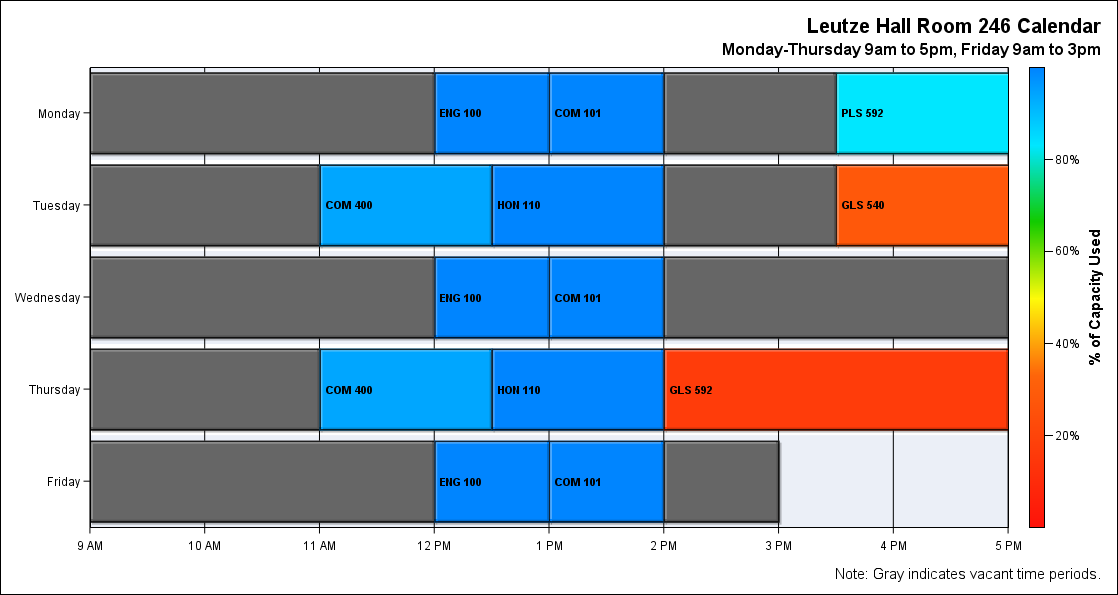 Leutze Hall Room 246 Calendar
Monday-Thursday 9am to 5pm, Friday 9am to 3pm
Monday
ENG 100
COM 101
PLS 592
Tuesday
COM 400
HON 110
GLS 540
Wednesday
ENG 100
COM 101
Thursday
COM 400
HON 110
GLS 592
Friday
ENG 100
COM 101
9 AM
10 AM
11 AM
12 PM
1 PM
2 PM
3 PM
4 PM
5 PM
80%
60%
40%
20%
% of Capacity Used
Note: Gray indicates vacant time periods.